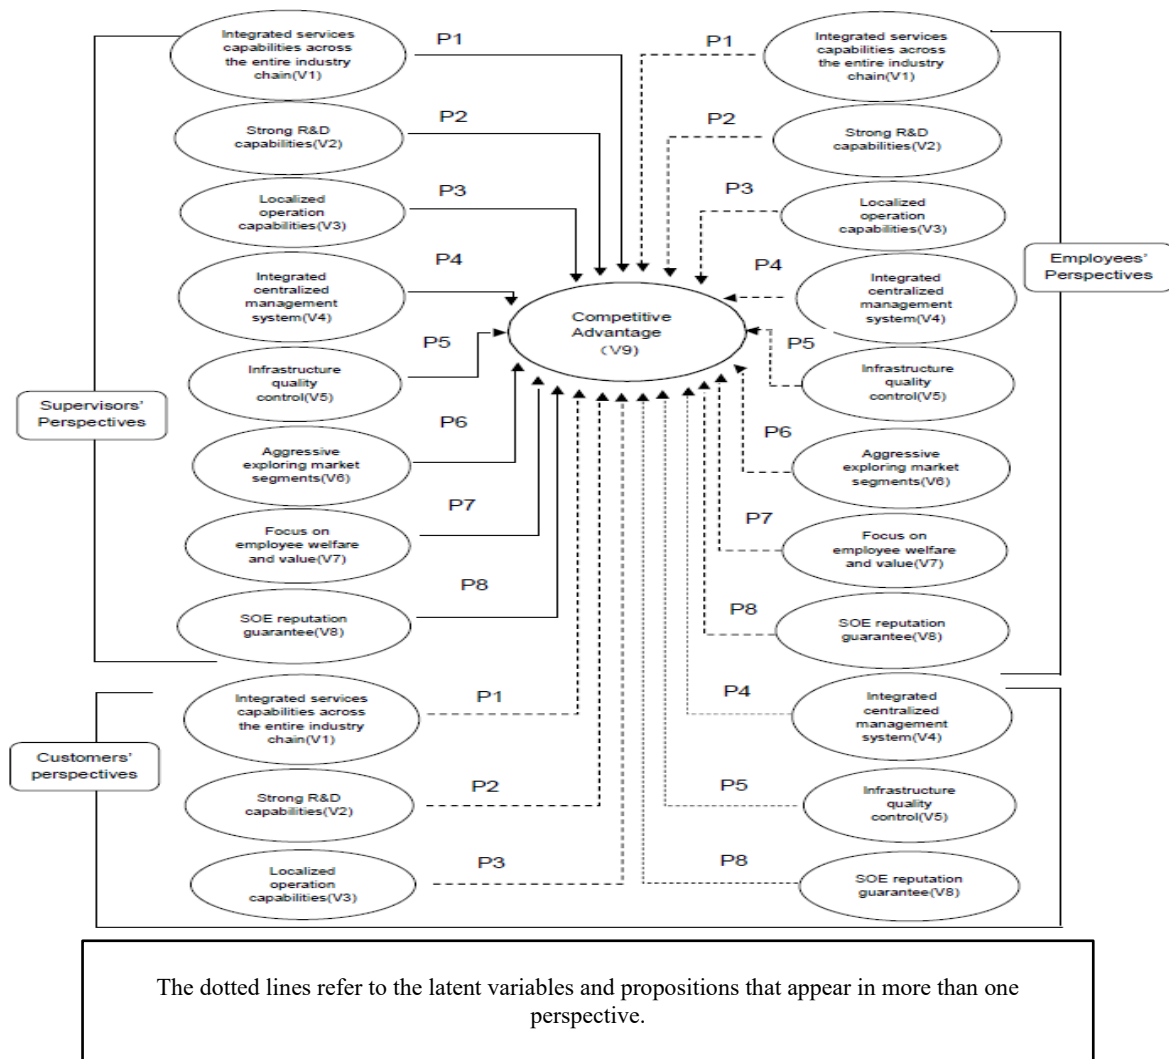 Integrated services
capabilities across
the entire industry
chain(V1)
P1
Strong R&D
capabilities(V2)
P2
Localized
operation
capabilities(V3)
P3
Integrated
centralized
management
system(V4)
P4
Infrastructure
quality
control(V5)
P5
Aggressive
exploring market
segments(V6)
P6
Focus on
employee welfare
and value(V7)
P7
SOE reputation
guarantee(V8)
P8
Supervisors'
Perspectives
Competitive
Advantage
(V9)
P1
Integrated services
capabilities across
the entire industry
chain(V1)
P2
Strong R&D
capabilities(V2)
P3
Localized
operation
capabilities(V3)
P4
Integrated
centralized
management
system(V4)
P5
Infrastructure
quality
control(V5)
P6
Aggressive
exploring market
segments(V6)
P7
Focus on
employee welfare
and value(V7)
P8
SOE reputation
guarantee(V8)
Employees'
Perspectives
Customers'
perspectives
Integrated services
capabilities across
the entire industry
chain(V1)
P1
Strong R&D
capabilities(V2)
P2
Localized
operation
capabilities(V3)
P3
P4
Integrated
centralized
management
system(V4)
P5
Infrastructure
quality
control(V5)
P8
SOE reputation
guarantee(V8)
The dotted lines refer to the latent variables and propositions that appear in more than one
perspective.